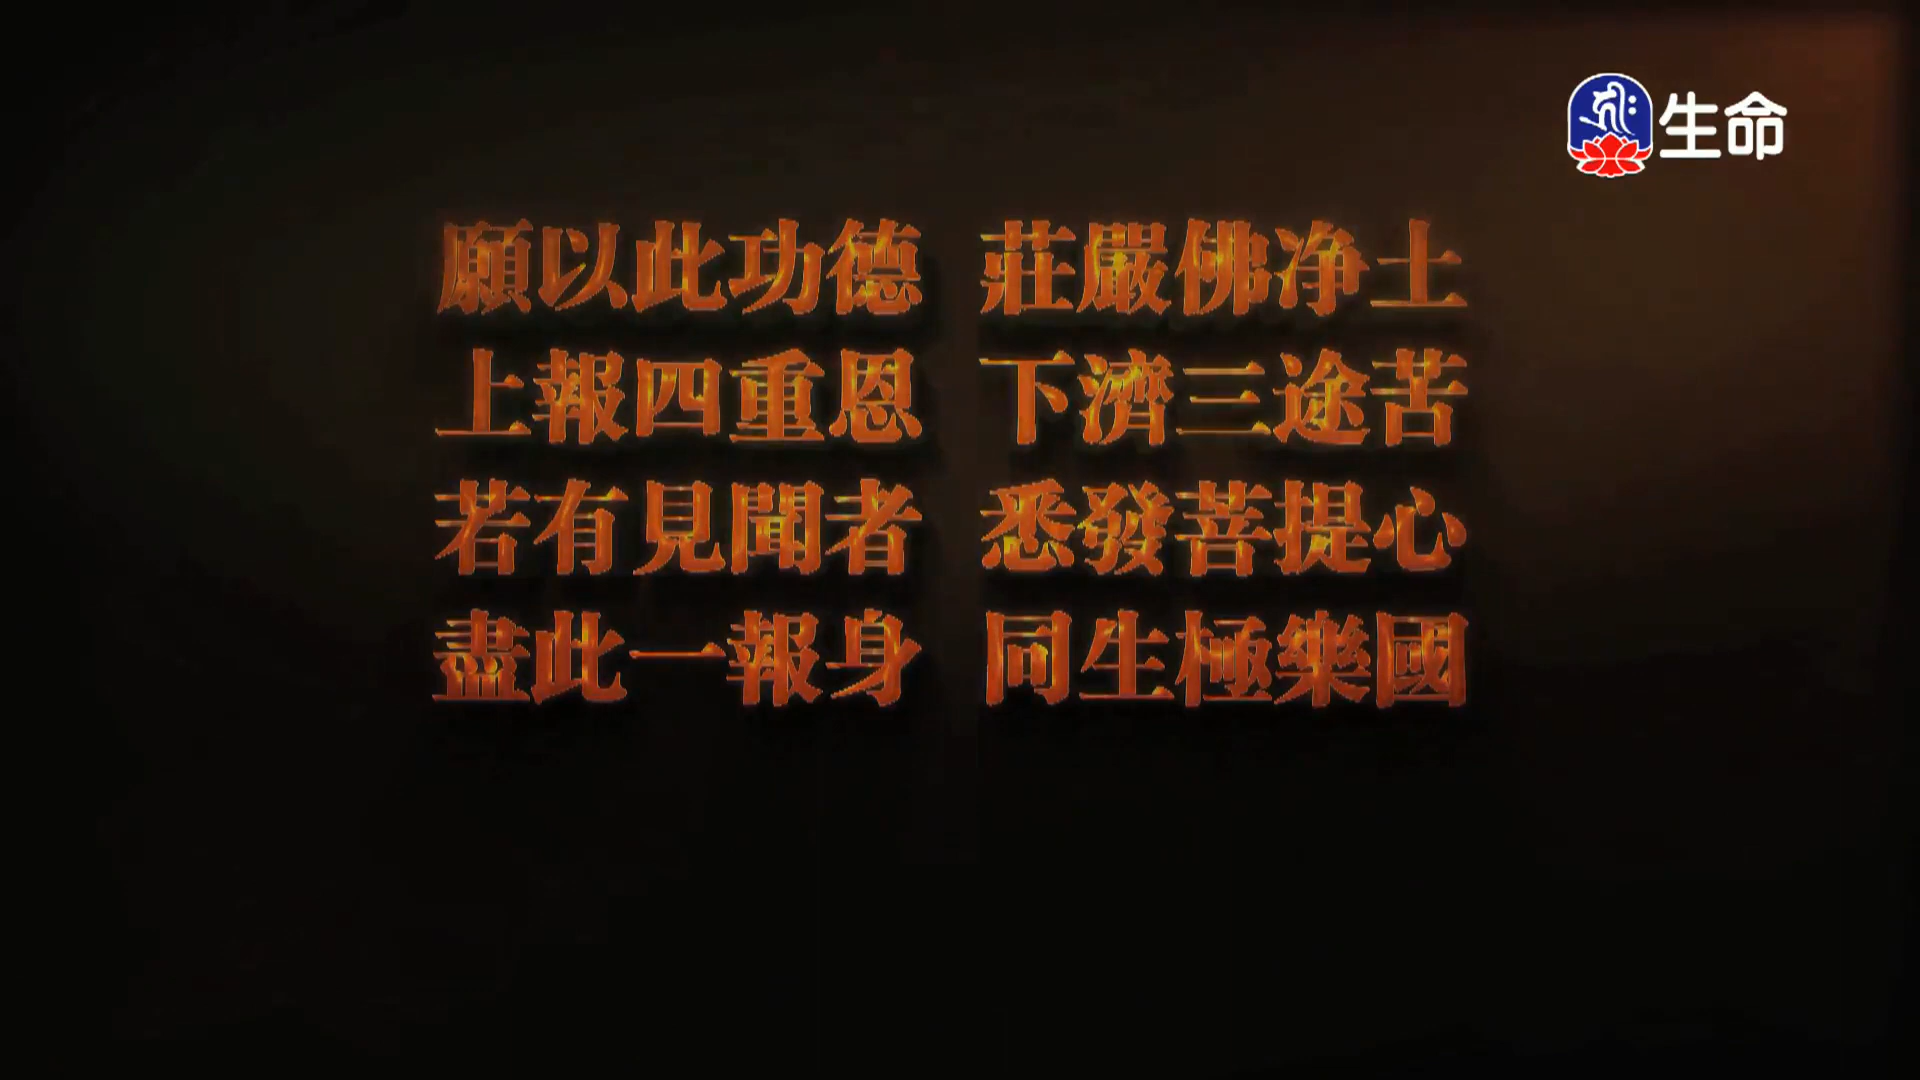 生命
願以此功德 莊嚴佛净土
上報四重恩 下濟三途苦
若有見聞者 悉發菩提心
盡此一報身 同生極樂國